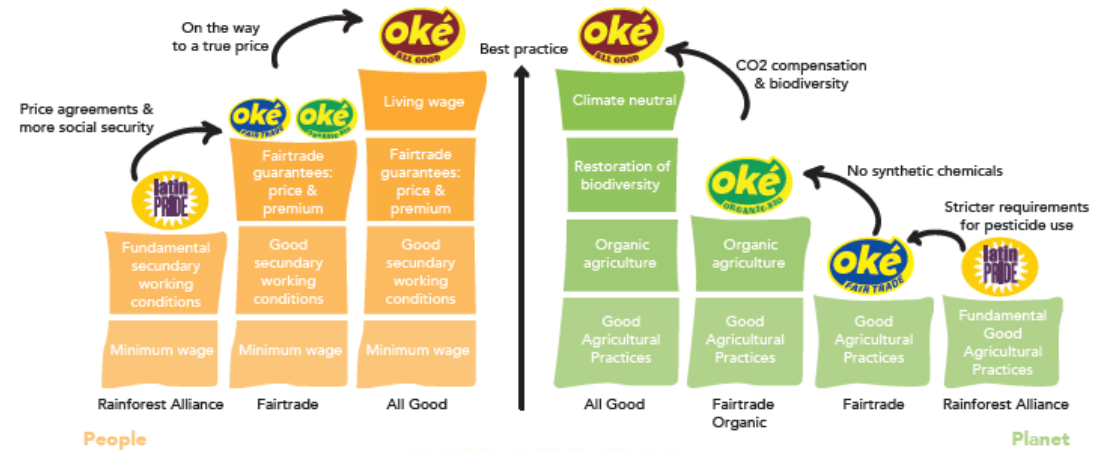 On the way
to a true price
Price agreements &
more social security
oké
ALL GOOD
oké
FAIR TRADE
oké
ORGANIC·BIO
latin
PRIDE
Living wage
Fairtrade
guarantees:
price &
premium
Fairtrade
guarantees:
price &
premium
Fundamental
secundary
working
conditions
Good
secundary
working
conditions
Good
secundary
working
conditions
Minimum wage
Minimum wage
Minimum wage
Rainforest Alliance
Fairtrade
All Good
People
Best practice
oké
ALL GOOD
CO2 compensation
& biodiversity
Climate neutral
Restoration of
biodiversity
oké
ORGANIC·BIO
No synthetic chemicals
Stricter requirements
for pesticide use
oké
FAIR TRADE
latin
PRIDE
Organic
agriculture
Organic
agriculture
Good
Agricultural
Practices
Good
Agricultural
Practices
Good
Agricultural
Practices
Fundamental
Good
Agricultural
Practices
All Good
Fairtrade
Organic
Fairtrade
Rainforest Alliance
Planet